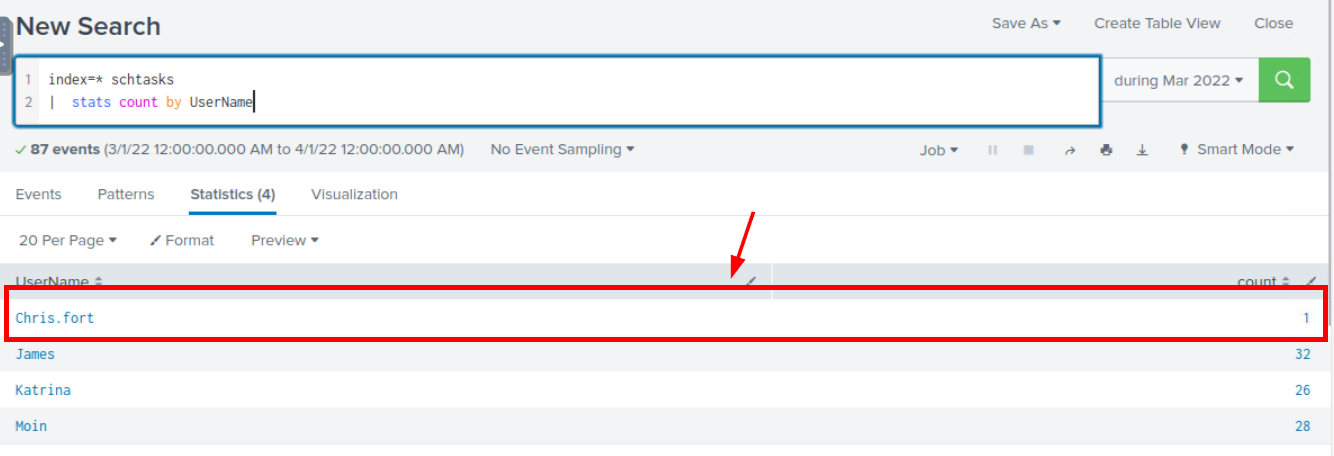 New Search
Save As Create Table View Close
1 index=* schtasks
2 | stats count by UserName
during Mar 2022
87 events (3/1/22 12:00:00.000 AM to 4/1/22 12:00:00.000 AM) No Event Sampling
Job Smart Mode
Events Patterns Statistics (4) Visualization
20 Per Page Format Preview
UserName count
Chris.fort 1
James 32
Katrina 26
Moin 28